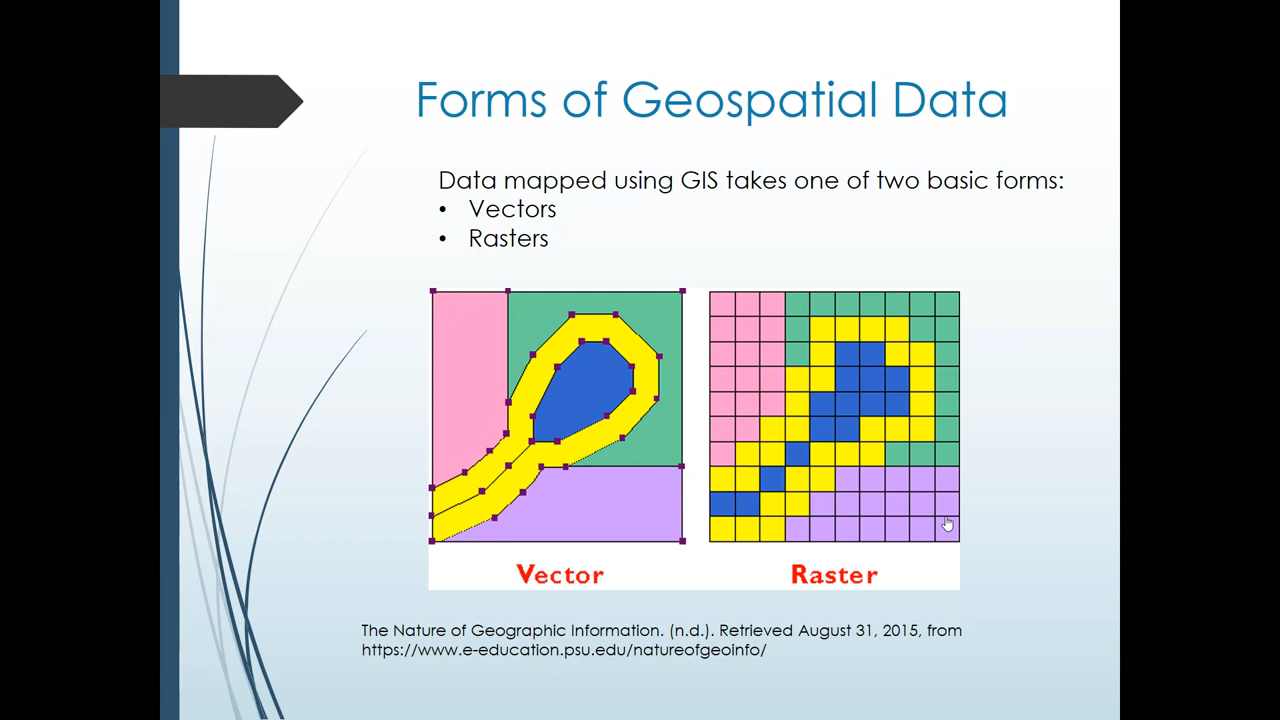 Forms of Geospatial Data
Data mapped using GIS takes one of two basic forms:
• Vectors
• Rasters
Vector
Raster
The Nature of Geographic Information. (n.d.). Retrieved August 31, 2015, from
https://www.e-education.psu.edu/natureofgeoinfo/